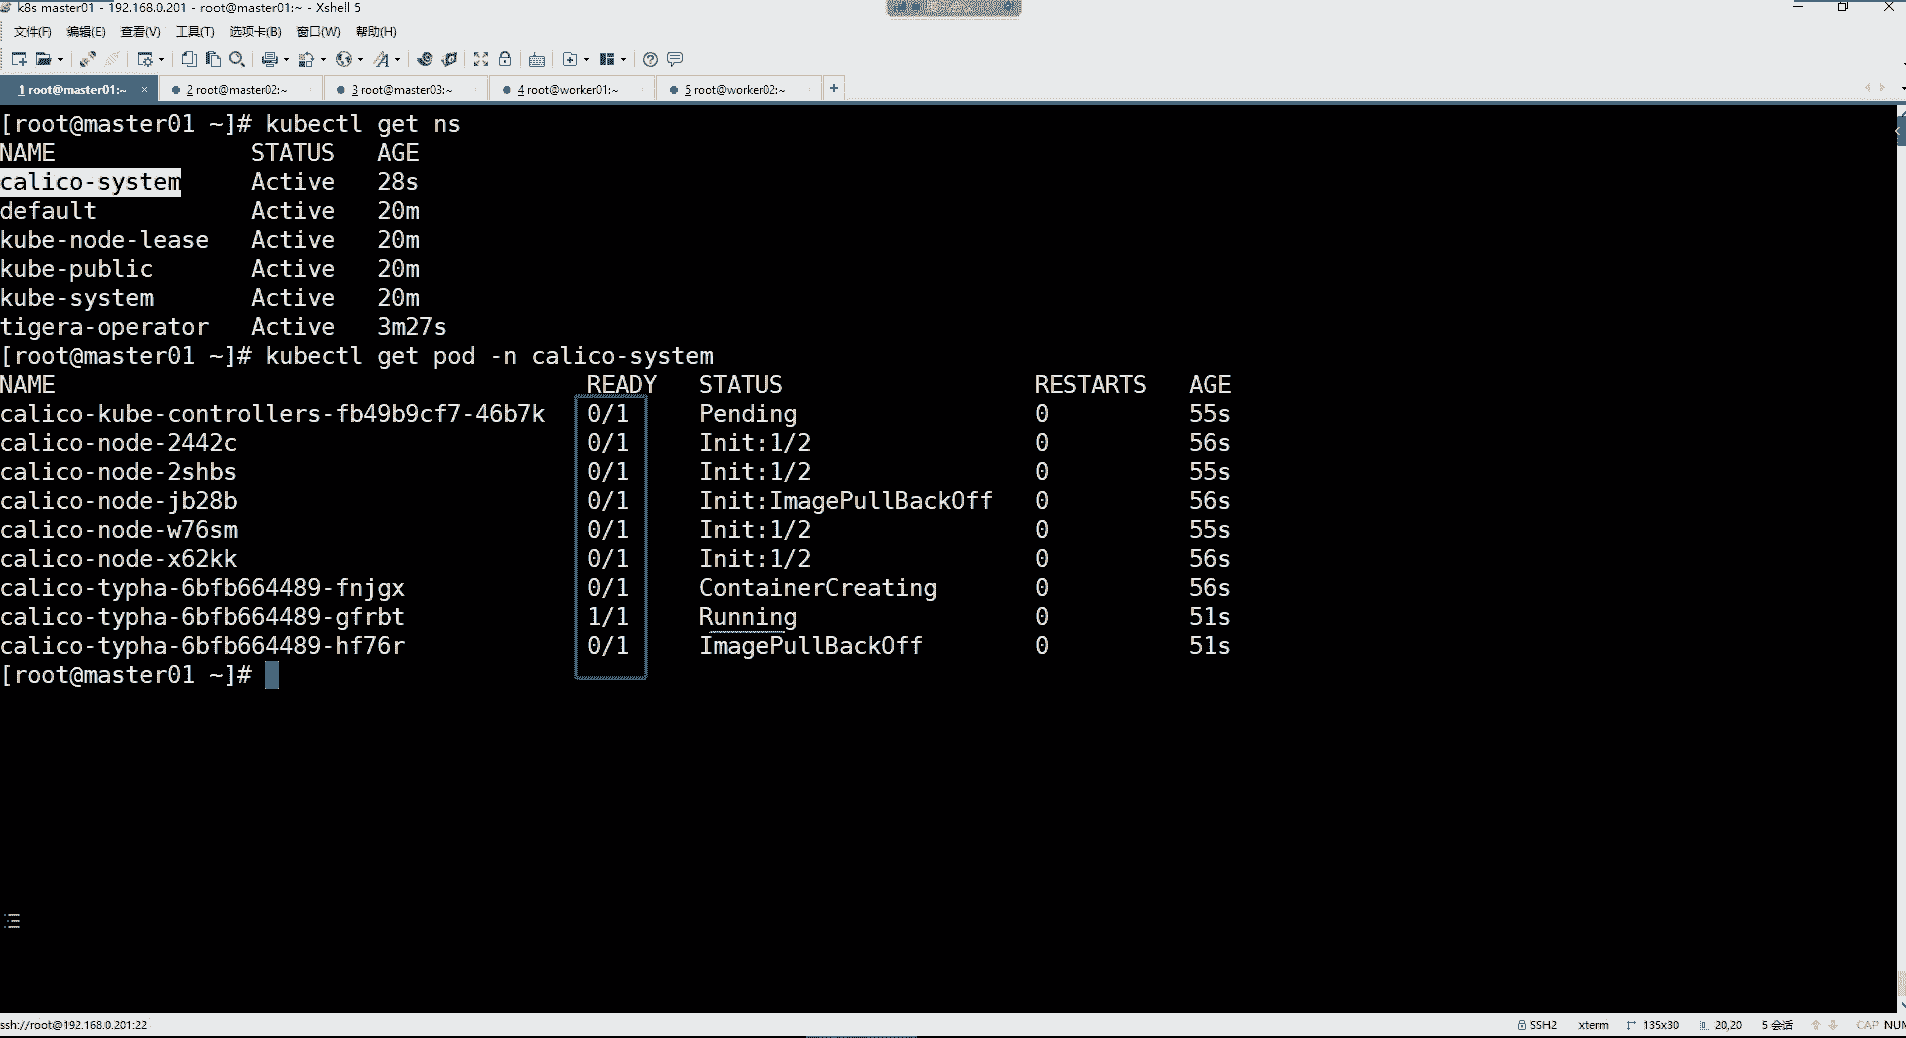 k8s master01 - 192.168.0.201 - root@master01:~ - Xshell 5
文件(F) 编辑(E) 查看(V) 工具(T) 选项卡(B) 窗口(W) 帮助(H)
1 root@master01:~ × 2 root@master02:~ 3 root@master03:~ 4 root@worker01:~ 5 root@worker02:~ +
[root@master01 ~]# kubectl get ns
NAME STATUS AGE
calico-system Active 28s
default Active 20m
kube-node-lease Active 20m
kube-public Active 20m
kube-system Active 20m
tigera-operator Active 3m27s
[root@master01 ~]# kubectl get pod -n calico-system
NAME READY STATUS RESTARTS AGE
calico-kube-controllers-fb49b9cf7-46b7k 0/1 Pending 0 55s
calico-node-2442c 0/1 Init:1/2 0 56s
calico-node-2shbs 0/1 Init:1/2 0 55s
calico-node-jb28b 0/1 Init:ImagePullBackOff 0 56s
calico-node-w76sm 0/1 Init:1/2 0 55s
calico-node-x62kk 0/1 Init:1/2 0 56s
calico-typha-6bfb664489-fnjgx 0/1 ContainerCreating 0 56s
calico-typha-6bfb664489-gfrbt 1/1 Running 0 51s
calico-typha-6bfb664489-hf76r 0/1 ImagePullBackOff 0 51s
[root@master01 ~]#
ssh://root@192.168.0.201:22 SSH2 xterm 135x30 20,20 5 会话 CAP NUM